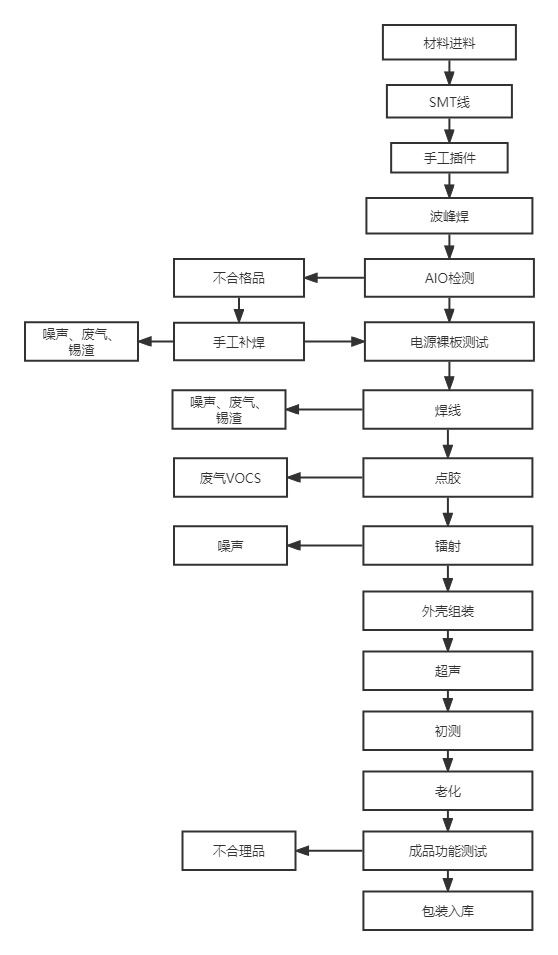 材料进料
SMT线
手工插件
波峰焊
不合格品
AIO检测
噪声、废气、
锡渣
手工补焊
电源裸板测试
噪声、废气、
锡渣
焊线
废气VOCS
点胶
噪声
镭射
外壳组装
超声
初测
老化
不合理品
成品功能测试
包装入库